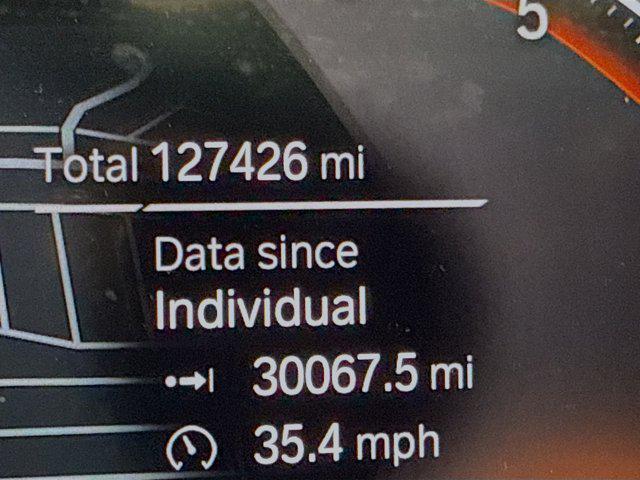 5
Total 127426 mi
Data since
Individual
30067.5 mi
35.4 mph